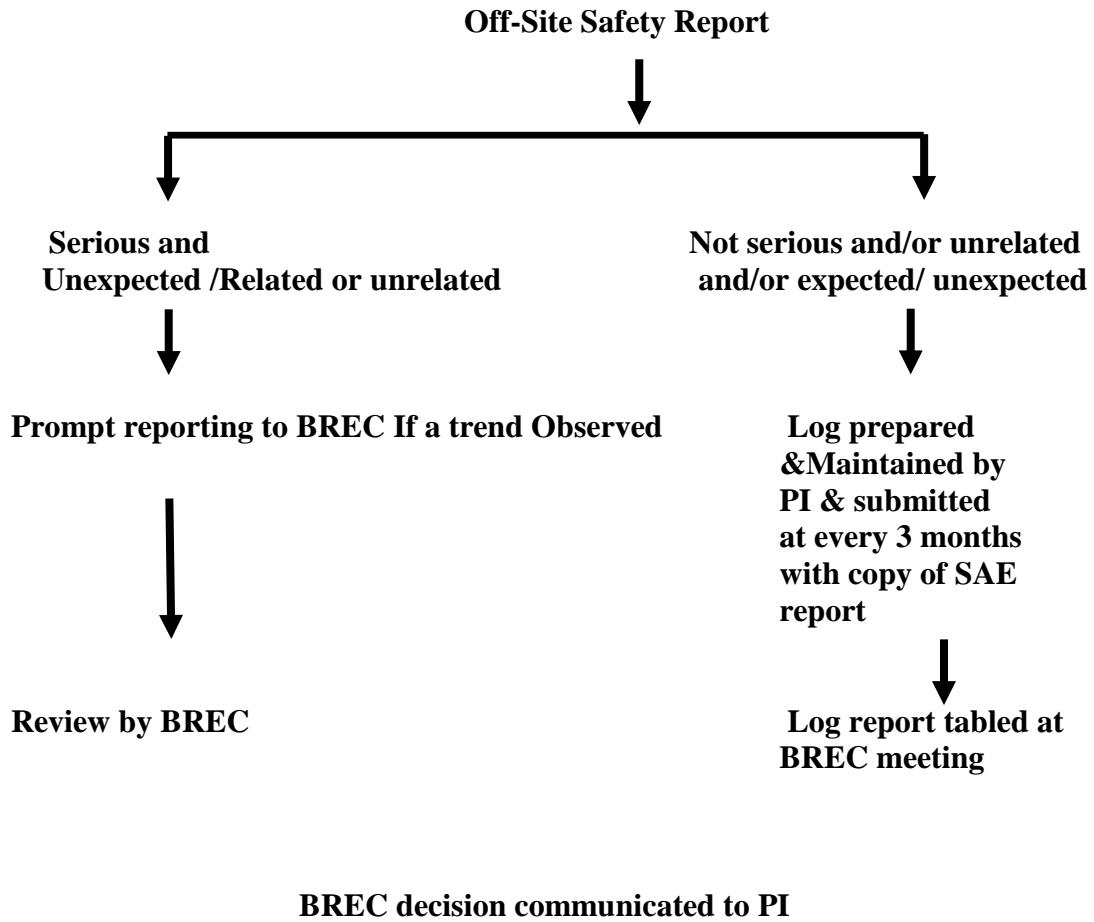 Off-Site Safety Report
Serious and
Unexpected /Related or unrelated
Not serious and/or unrelated
and/or expected/ unexpected
Prompt reporting to BREC If a trend Observed
Log prepared
&Maintained by
PI & submitted
at every 3 months
with copy of SAE
report
Review by BREC
Log report tabled at
BREC meeting
BREC decision communicated to PI